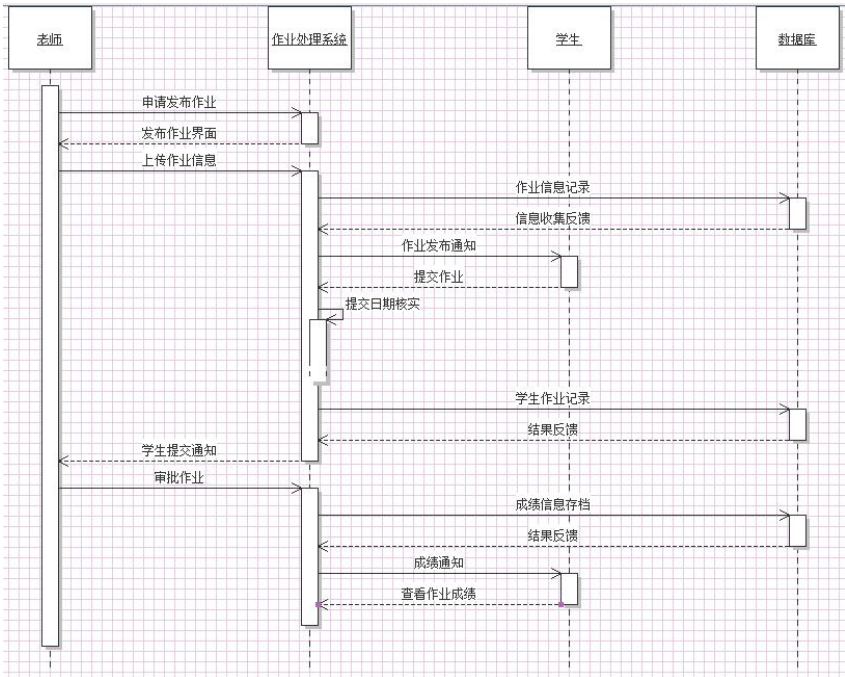 老师
作业处理系统
学生
数据库
申请发布作业
发布作业界面
上传作业信息
作业信息记录
信息收集反馈
作业发布通知
提交作业
提交日期核实
学生作业记录
结果反馈
学生提交通知
审批作业
成绩信息存档
结果反馈
成绩通知
查看作业成绩